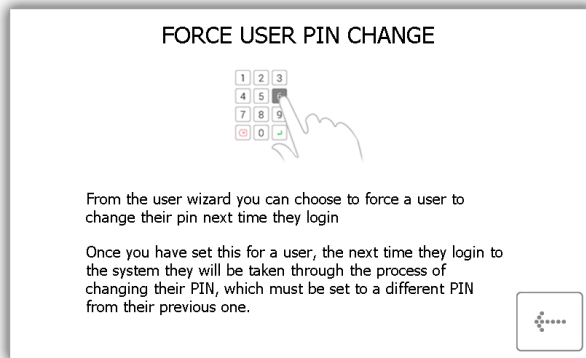 FORCE USER PIN CHANGE
1 2 3
4 5 6
7 8 9
0
From the user wizard you can choose to force a user to
change their pin next time they login
Once you have set this for a user, the next time they login to
the system they will be taken through the process of
changing their PIN, which must be set to a different PIN
from their previous one.